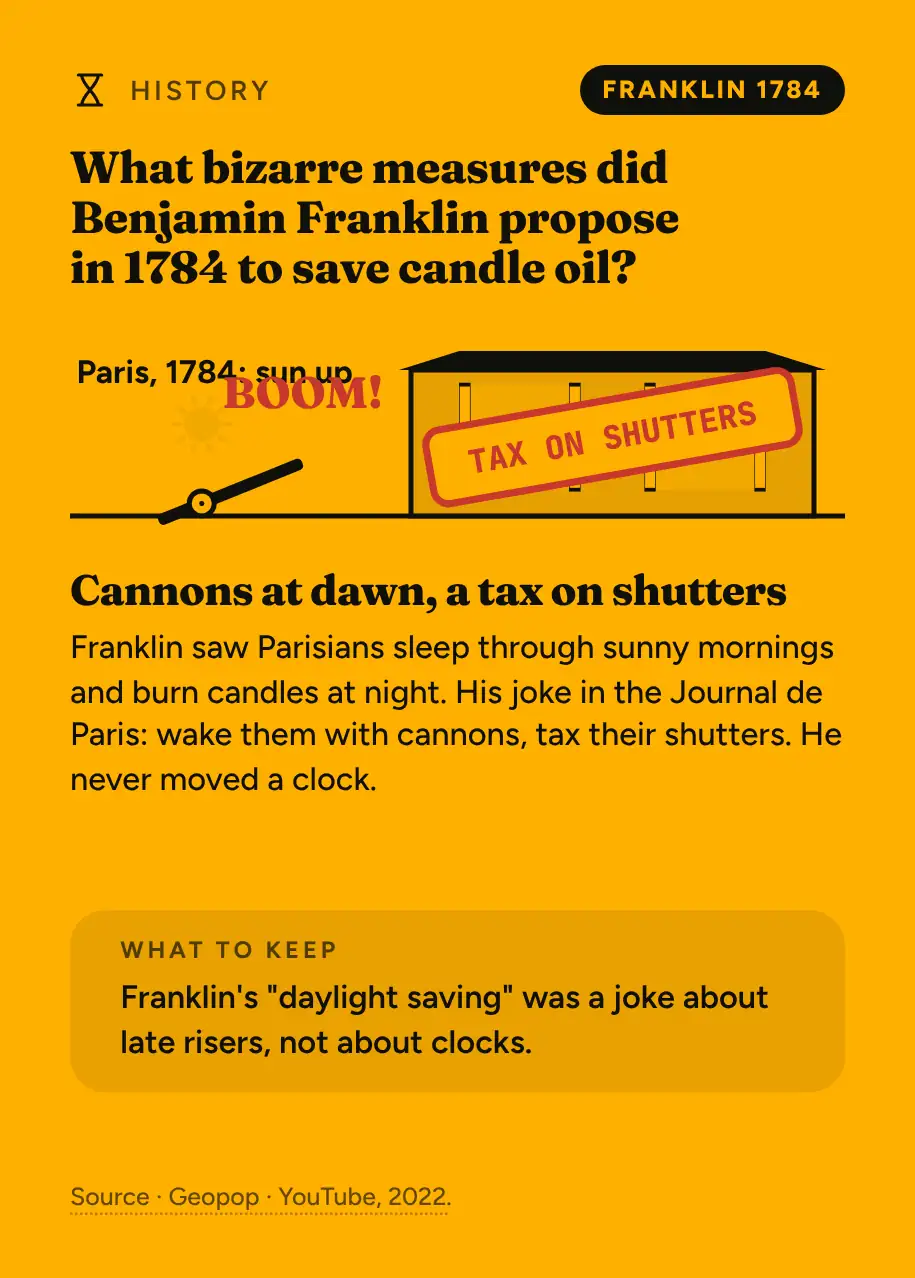 HISTORY
FRANKLIN 1784
What bizarre measures did
Benjamin Franklin propose
in 1784 to save candle oil?
Paris, 1784: sun up
BOOM!
TAX ON SHUTTERS
Cannons at dawn, a tax on shutters
Franklin saw Parisians sleep through sunny mornings
and burn candles at night. His joke in the Journal de
Paris: wake them with cannons, tax their shutters. He
never moved a clock.
WHAT TO KEEP
Franklin's "daylight saving" was a joke about
late risers, not about clocks.
Source · Geopop · YouTube, 2022.